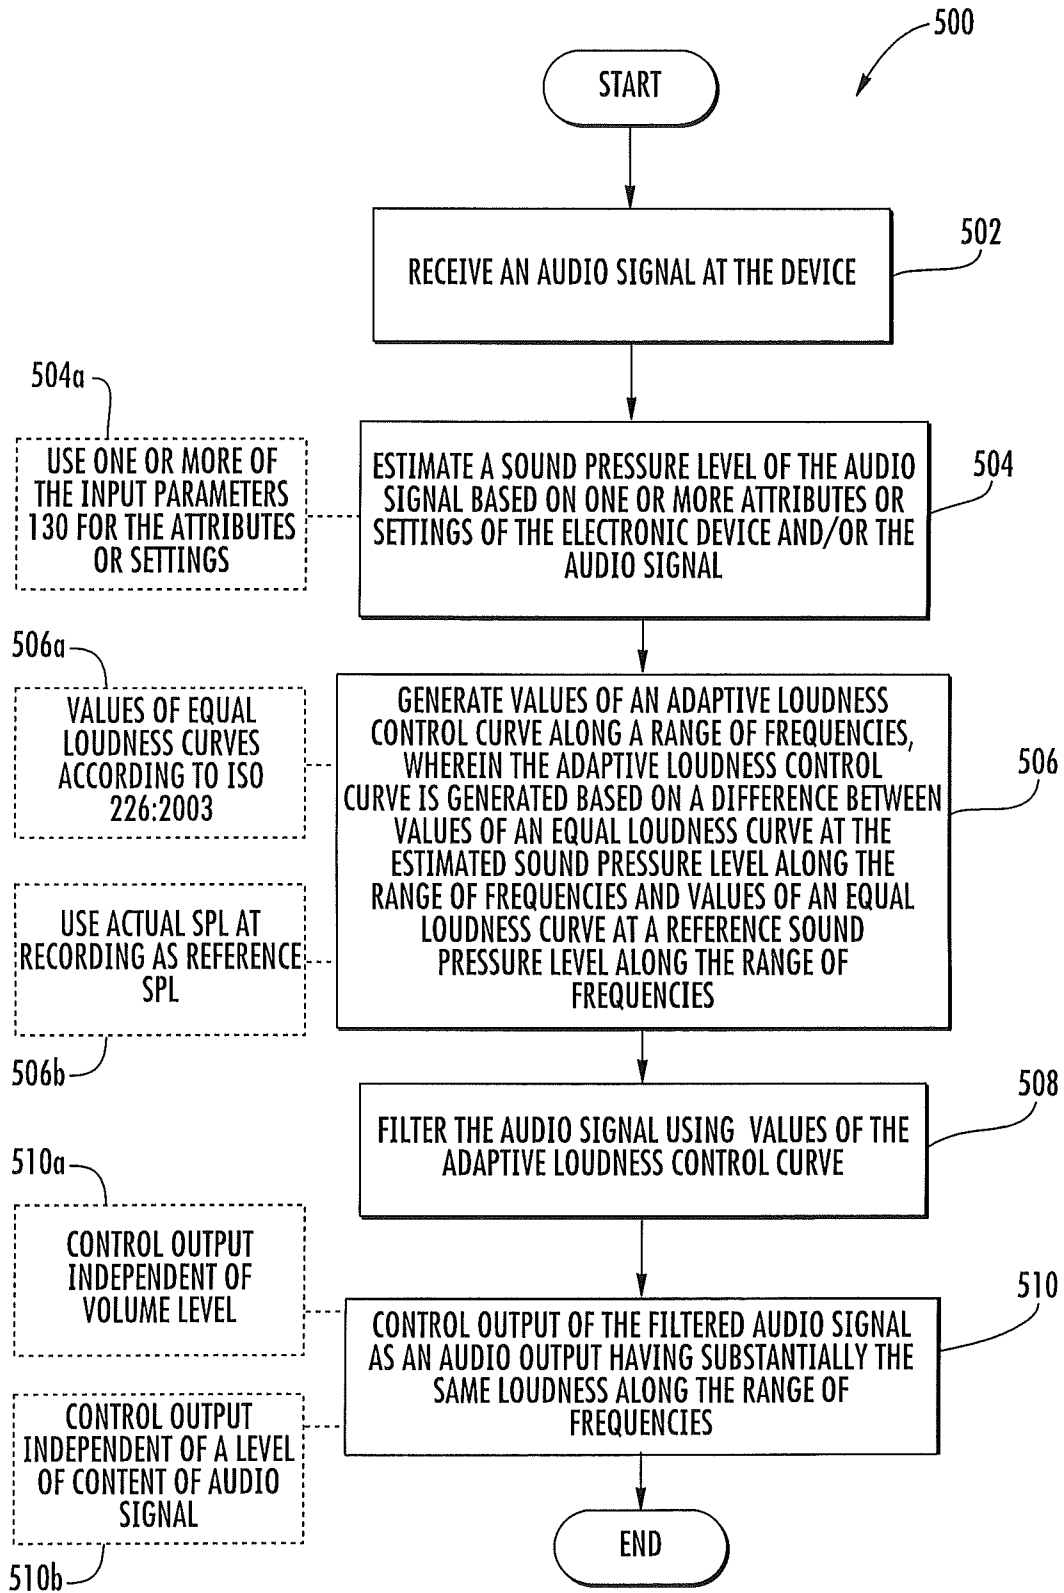 500
START
502
RECEIVE AN AUDIO SIGNAL AT THE DEVICE
504a
USE ONE OR MORE OF
THE INPUT PARAMETERS
130 FOR THE ATTRIBUTES
OR SETTINGS
504
ESTIMATE A SOUND PRESSURE LEVEL OF THE AUDIO
SIGNAL BASED ON ONE OR MORE ATTRIBUTES OR
SETTINGS OF THE ELECTRONIC DEVICE AND/OR THE
AUDIO SIGNAL
506a
VALUES OF EQUAL
LOUDNESS CURVES
ACCORDING TO ISO
226:2003
506
GENERATE VALUES OF AN ADAPTIVE LOUDNESS
CONTROL CURVE ALONG A RANGE OF FREQUENCIES,
WHEREIN THE ADAPTIVE LOUDNESS CONTROL
CURVE IS GENERATED BASED ON A DIFFERENCE BETWEEN
VALUES OF AN EQUAL LOUDNESS CURVE AT THE
ESTIMATED SOUND PRESSURE LEVEL ALONG THE
RANGE OF FREQUENCIES AND VALUES OF AN EQUAL
LOUDNESS CURVE AT A REFERENCE SOUND
PRESSURE LEVEL ALONG THE RANGE OF
FREQUENCIES
USE ACTUAL SPL AT
RECORDING AS REFERENCE
SPL
506b
508
FILTER THE AUDIO SIGNAL USING VALUES OF THE
ADAPTIVE LOUDNESS CONTROL CURVE
510a
CONTROL OUTPUT
INDEPENDENT OF
VOLUME LEVEL
510
CONTROL OUTPUT OF THE FILTERED AUDIO SIGNAL
AS AN AUDIO OUTPUT HAVING SUBSTANTIALLY THE
SAME LOUDNESS ALONG THE RANGE OF
FREQUENCIES
CONTROL OUTPUT
INDEPENDENT OF A LEVEL
OF CONTENT OF AUDIO
SIGNAL
510b
END